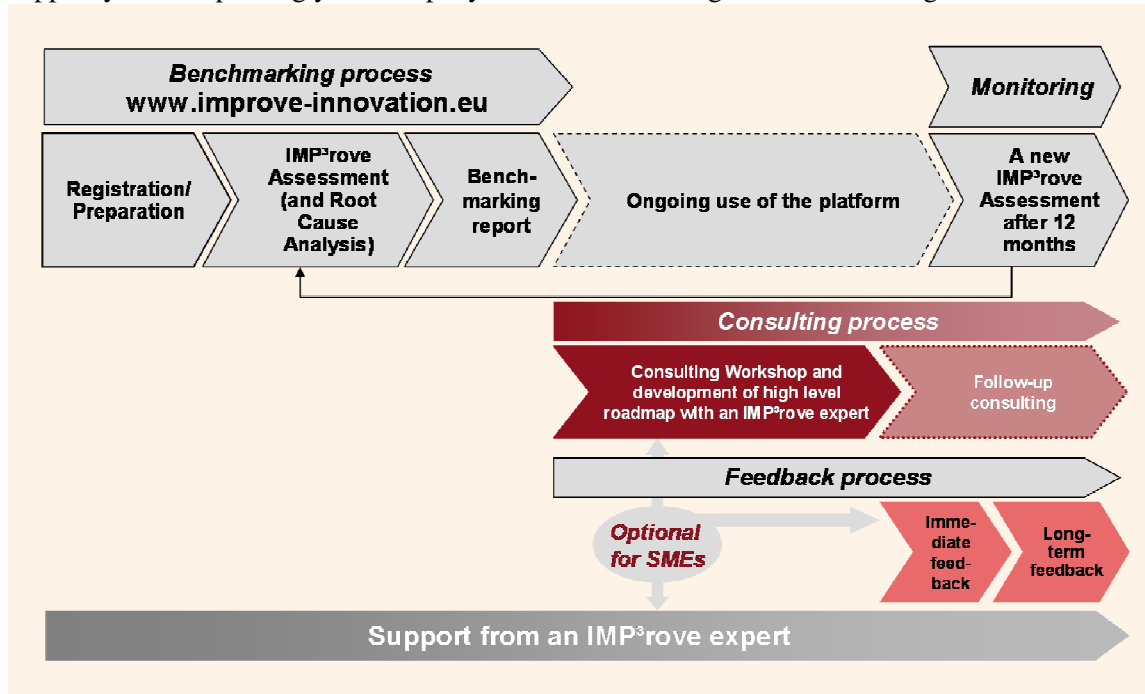 Benchmarking process
www.improve-innovation.eu
Monitoring
Registration/
Preparation
IMP³rove
Assessment
(and Root
Cause
Analysis)
Bench-
marking
report
Ongoing use of the platform
A new
IMP³rove
Assessment
after 12
months
Consulting process
Consulting Workshop and
development of high level
roadmap with an IMP³rove expert
Follow-up
consulting
Feedback process
Optional
for SMEs
Imme-
diate
feed-
back
Long-
term
feedback
Support from an IMP³rove expert